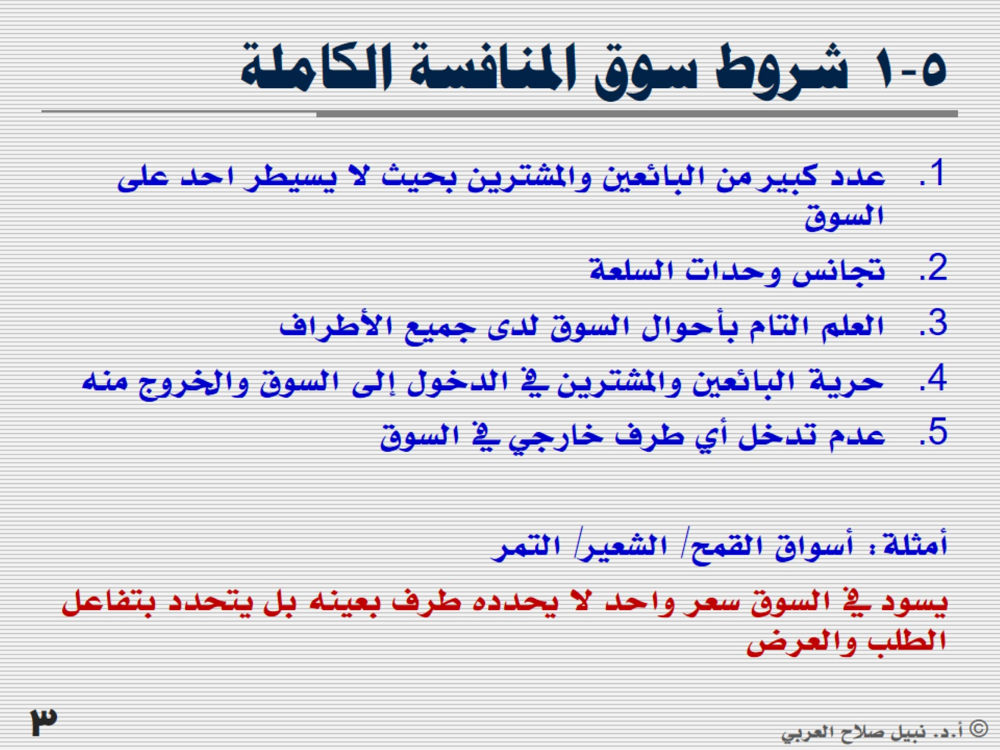 ٥-١ شروط سوق المنافسة الكاملة
1. عدد كبير من البائعين والمشترين بحيث لا يسيطر احد على
السوق
2. تجانس وحدات السلعة
3. العلم التام بأحوال السوق لدى جميع الأطراف
4. حرية البائعين والمشترين في الدخول إلى السوق والخروج منه
5. عدم تدخل أي طرف خارجي في السوق
أمثلة: أسواق القمح/ الشعير/ التمر
يسود في السوق سعر واحد لا يحدده طرف بعينه بل يتحدد بتفاعل
الطلب والعرض
© أ.د. نبيل صلاح العربي
٣